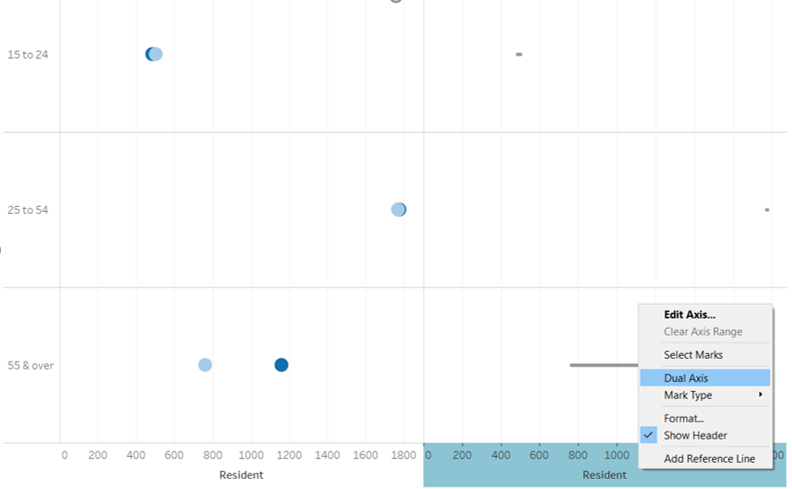 15 to 24
25 to 54
55 & over
Edit Axis...
Clear Axis Range
Select Marks
Dual Axis
Mark Type
Format...
Show Header
Add Reference Line
0 200 400 600 800 1000 1200 1400 1600 1800 0 200 400 600 800 1000
Resident Resident